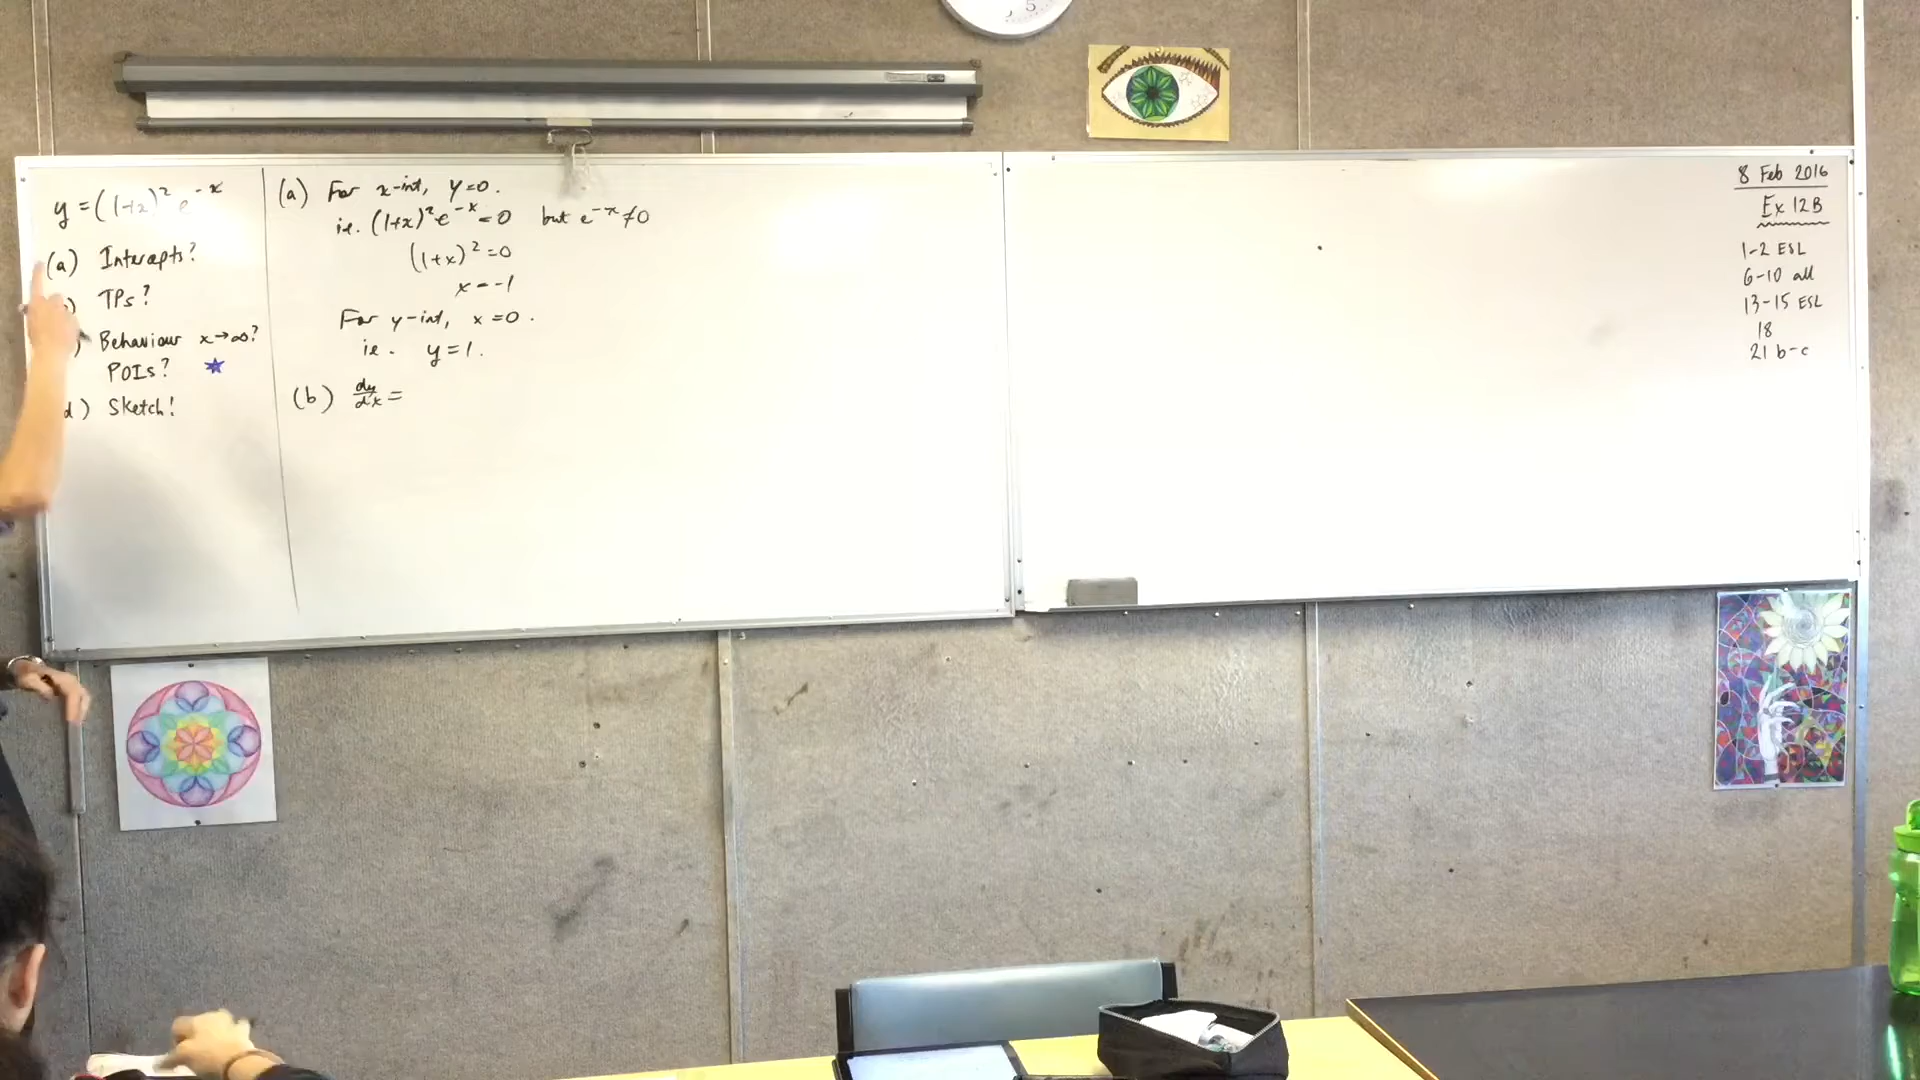 y = (1+x)² e⁻ˣ
(a) Intercepts?
) TPs?
) Behaviour x→∞?
POIs? ★
d) Sketch!
(a) For x-int, y=0.
ie. (1+x)²e⁻ˣ = 0 but e⁻ˣ ≠ 0
(1+x)² = 0
x = -1
For y-int, x=0.
ie. y=1.
(b) dy/dx =
8 Feb 2016
Ex 12B
1-2 ESL
6-10 all
13-15 ESL
18
21 b-c
5